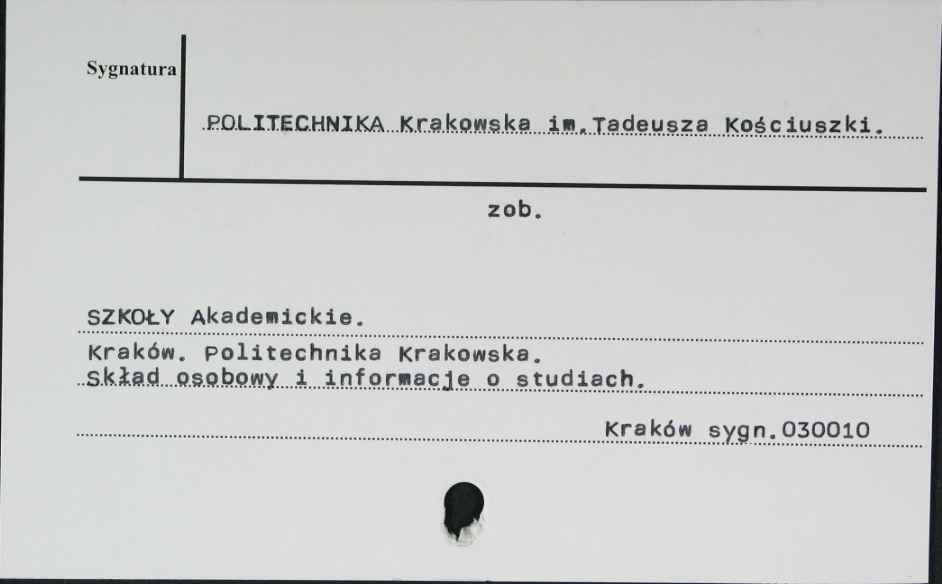 Sygnatura
POLITECHNIKA Krakowska im.Tadeusza Kościuszki.
zob.
SZKOŁY Akademickie.
Kraków. Politechnika Krakowska.
Skład osobowy i informacje o studiach.
Kraków sygn.030010